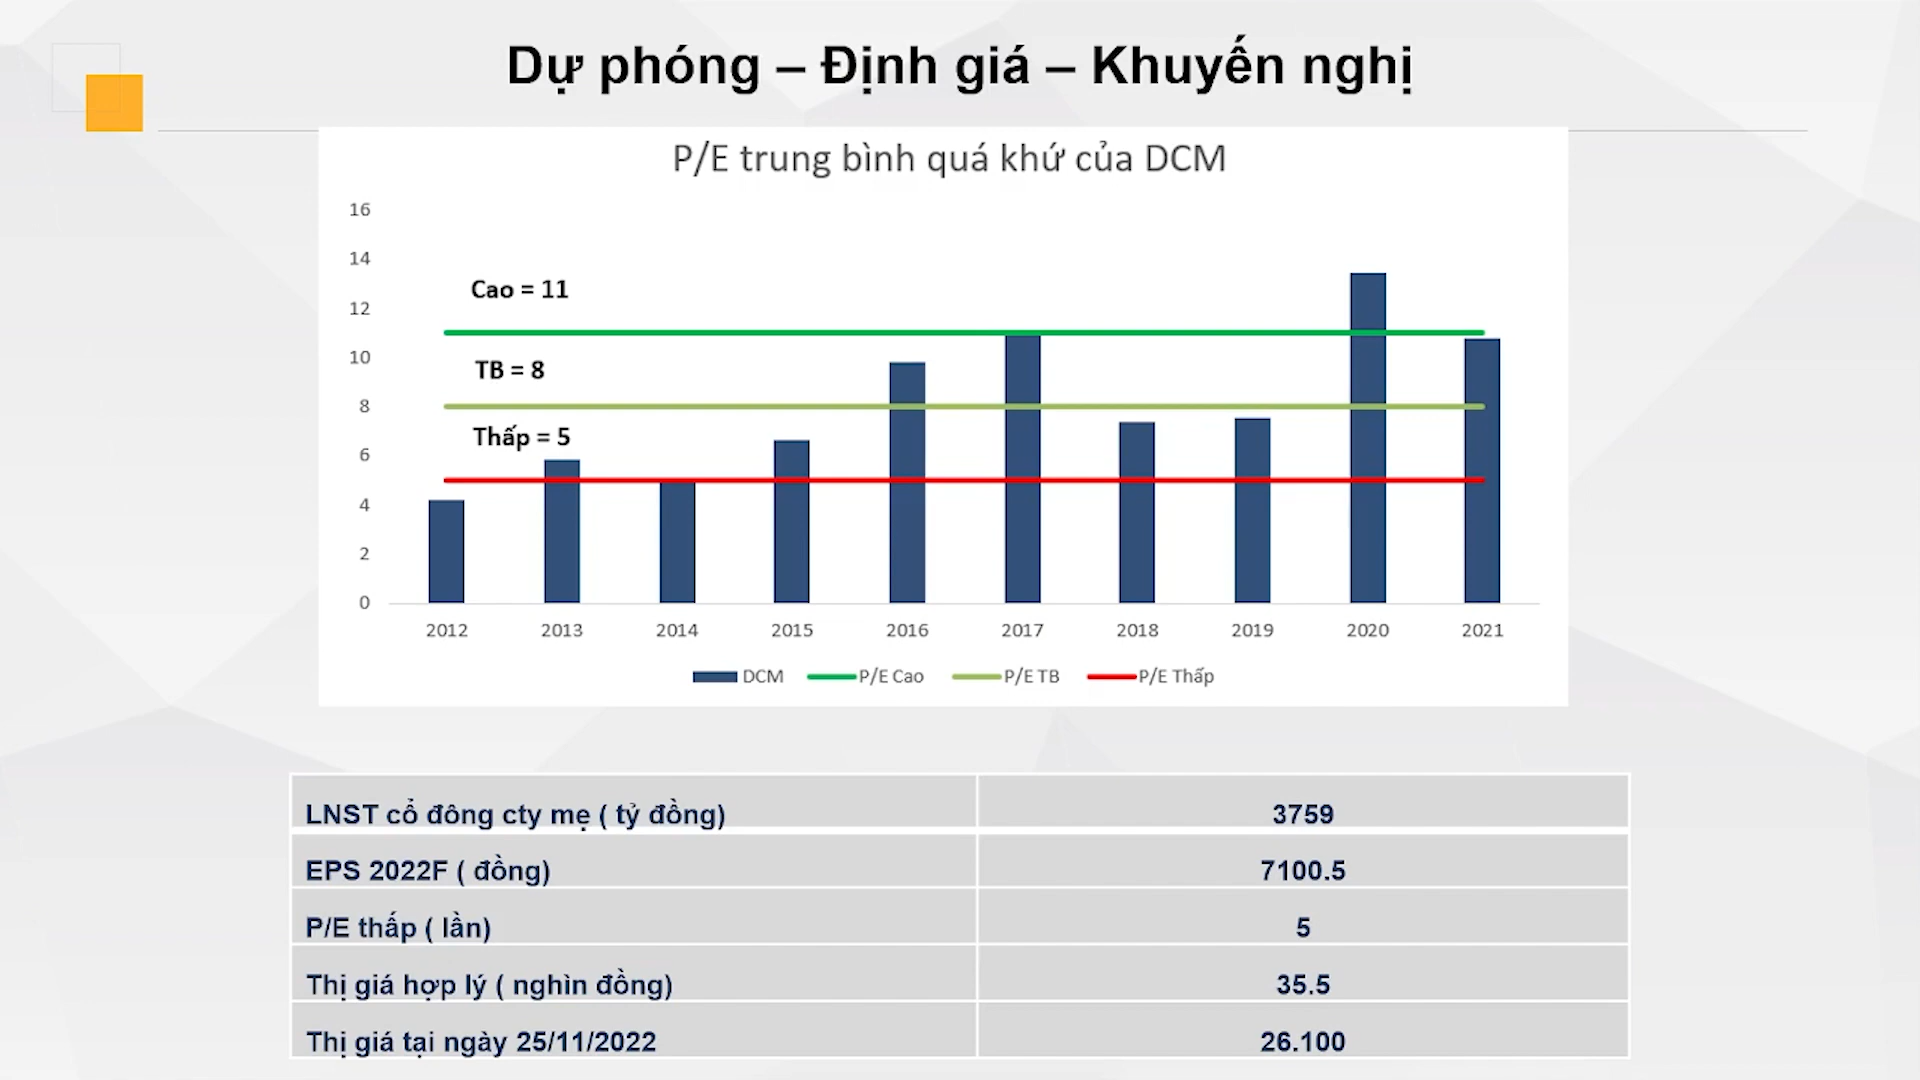 Dự phóng – Định giá – Khuyến nghị
P/E trung bình quá khứ của DCM
16
14
12
10
8
6
4
2
0
Cao = 11
TB = 8
Thấp = 5
2012 2013 2014 2015 2016 2017 2018 2019 2020 2021
DCM P/E Cao P/E TB P/E Thấp
LNST cổ đông cty mẹ ( tỷ đồng) 3759
EPS 2022F ( đồng) 7100.5
P/E thấp ( lần) 5
Thị giá hợp lý ( nghìn đồng) 35.5
Thị giá tại ngày 25/11/2022 26.100